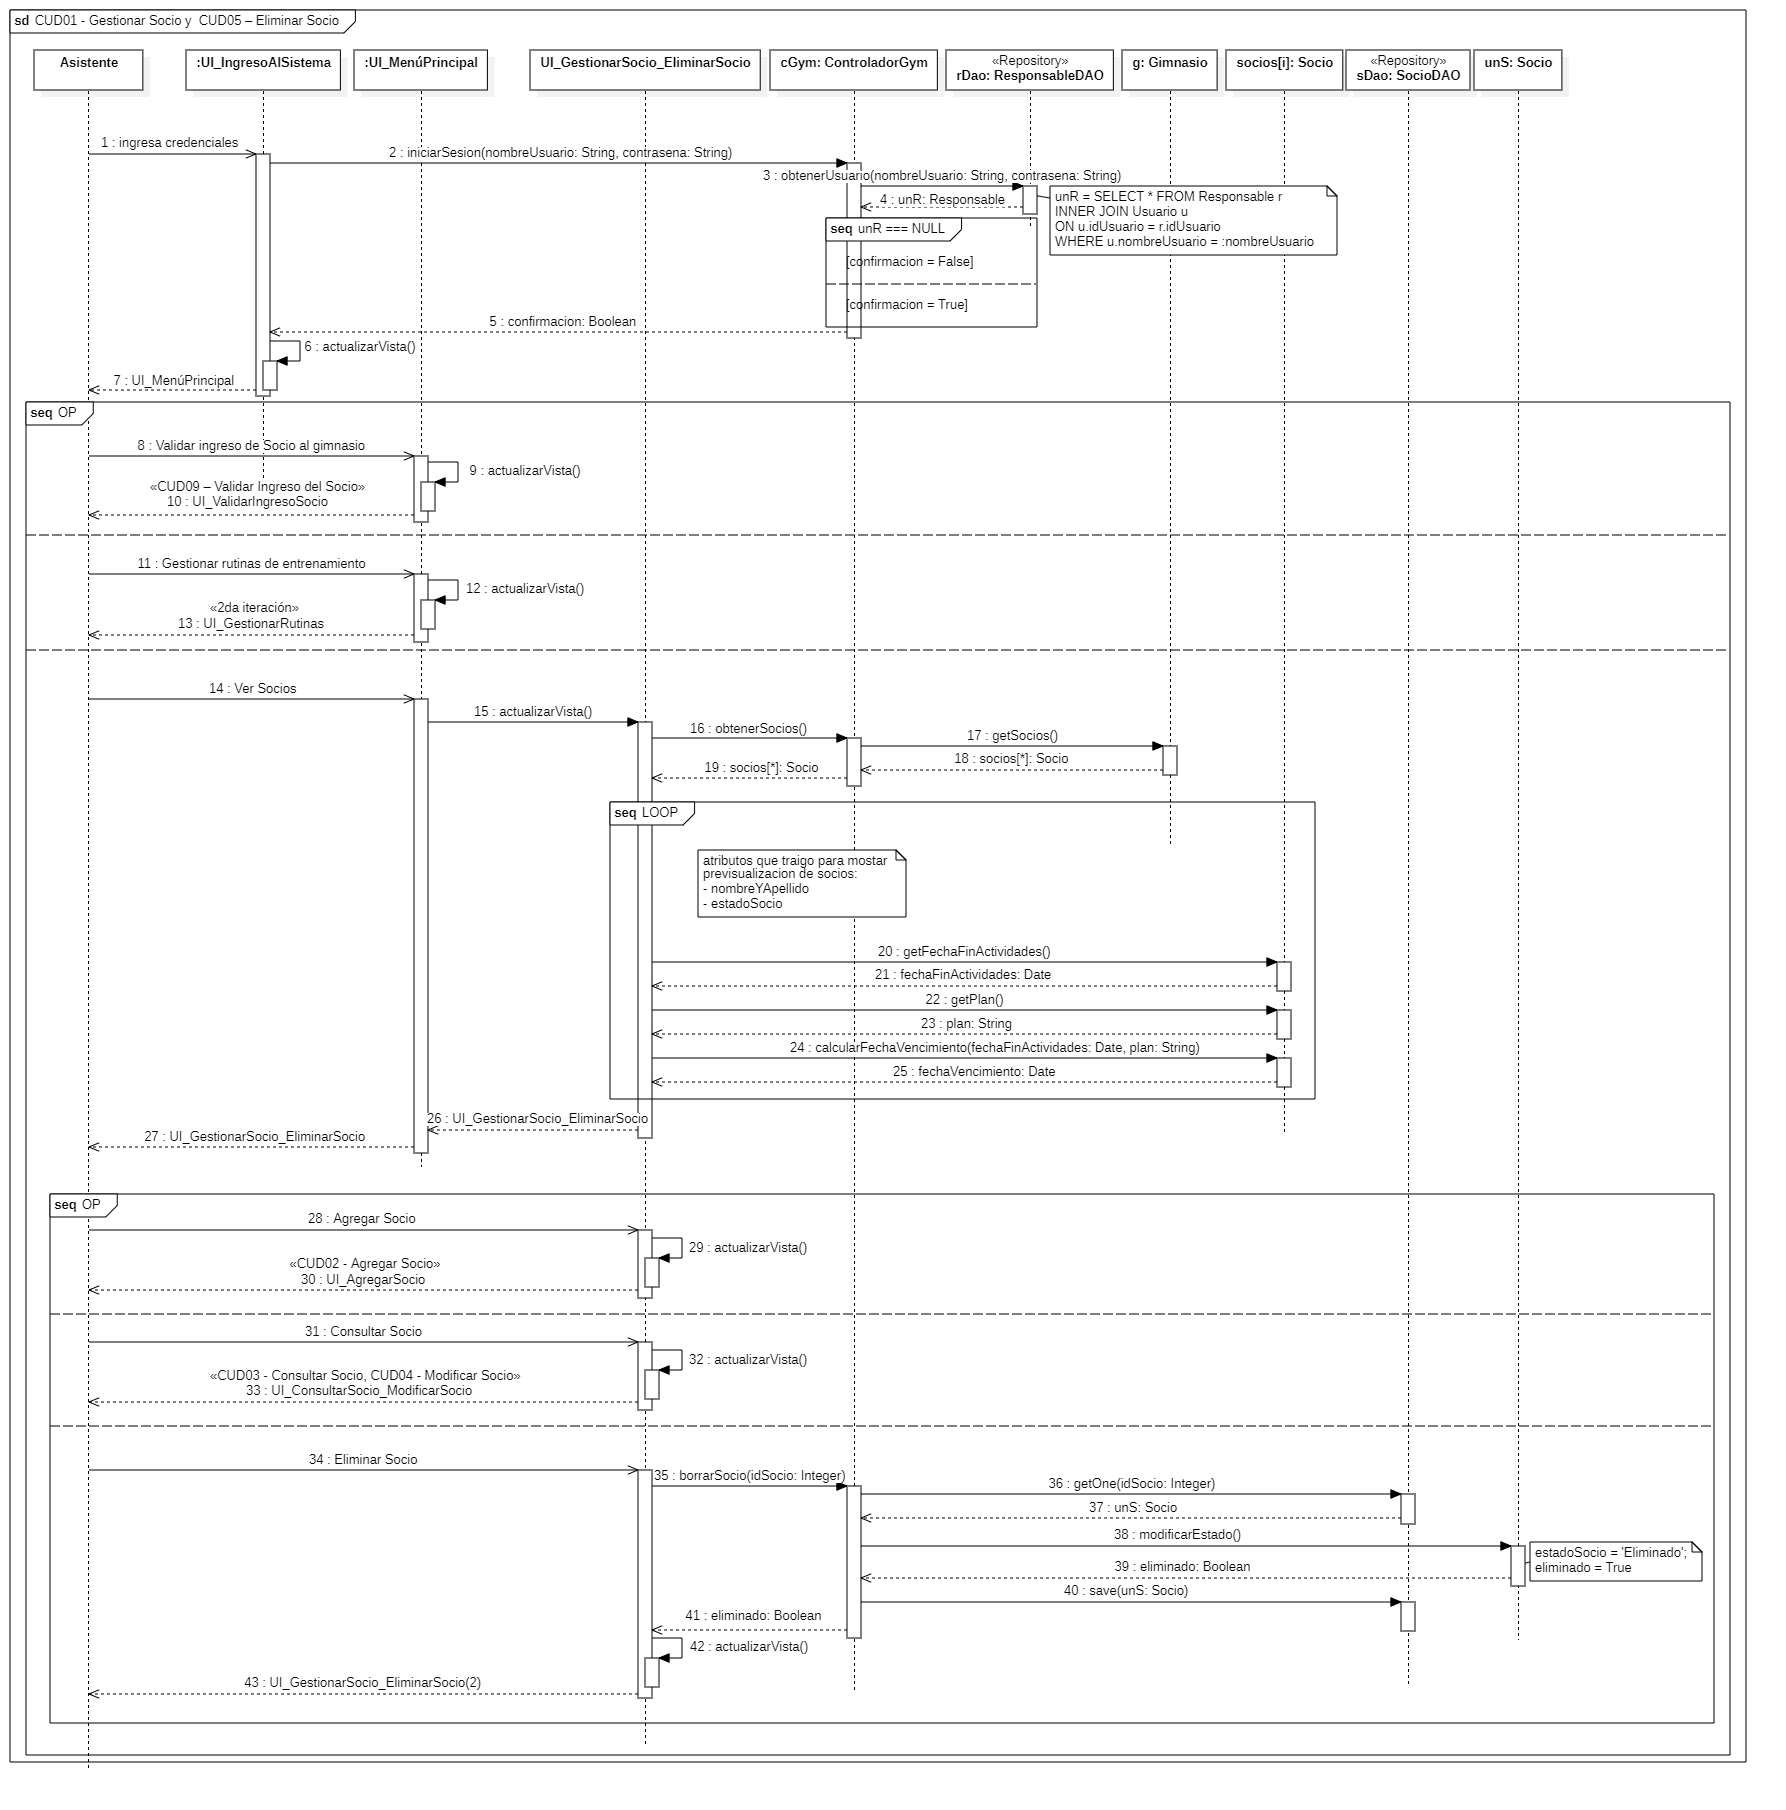 sd CUD01 - Gestionar Socio y  CUD05 – Eliminar Socio
Asistente
:UI_IngresoAlSistema
:UI_MenúPrincipal
UI_GestionarSocio_EliminarSocio
cGym: ControladorGym
«Repository»
rDao: ResponsableDAO
g: Gimnasio
socios[i]: Socio
«Repository»
sDao: SocioDAO
unS: Socio
1 : ingresa credenciales
2 : iniciarSesion(nombreUsuario: String, contrasena: String)
3 : obtenerUsuario(nombreUsuario: String, contrasena: String)
4 : unR: Responsable
unR = SELECT * FROM Responsable r
INNER JOIN Usuario u
ON u.idUsuario = r.idUsuario
WHERE u.nombreUsuario = :nombreUsuario
seq unR === NULL
[confirmacion = False]
[confirmacion = True]
5 : confirmacion: Boolean
6 : actualizarVista()
7 : UI_MenúPrincipal
seq OP
8 : Validar ingreso de Socio al gimnasio
9 : actualizarVista()
«CUD09 – Validar Ingreso del Socio»
10 : UI_ValidarIngresoSocio
11 : Gestionar rutinas de entrenamiento
12 : actualizarVista()
«2da iteración»
13 : UI_GestionarRutinas
14 : Ver Socios
15 : actualizarVista()
16 : obtenerSocios()
17 : getSocios()
18 : socios[*]: Socio
19 : socios[*]: Socio
seq LOOP
atributos que traigo para mostar
previsualizacion de socios:
- nombreYApellido
- estadoSocio
20 : getFechaFinActividades()
21 : fechaFinActividades: Date
22 : getPlan()
23 : plan: String
24 : calcularFechaVencimiento(fechaFinActividades: Date, plan: String)
25 : fechaVencimiento: Date
26 : UI_GestionarSocio_EliminarSocio
27 : UI_GestionarSocio_EliminarSocio
seq OP
28 : Agregar Socio
29 : actualizarVista()
«CUD02 - Agregar Socio»
30 : UI_AgregarSocio
31 : Consultar Socio
32 : actualizarVista()
«CUD03 - Consultar Socio, CUD04 - Modificar Socio»
33 : UI_ConsultarSocio_ModificarSocio
34 : Eliminar Socio
35 : borrarSocio(idSocio: Integer)
36 : getOne(idSocio: Integer)
37 : unS: Socio
38 : modificarEstado()
estadoSocio = 'Eliminado';
eliminado = True
39 : eliminado: Boolean
40 : save(unS: Socio)
41 : eliminado: Boolean
42 : actualizarVista()
43 : UI_GestionarSocio_EliminarSocio(2)